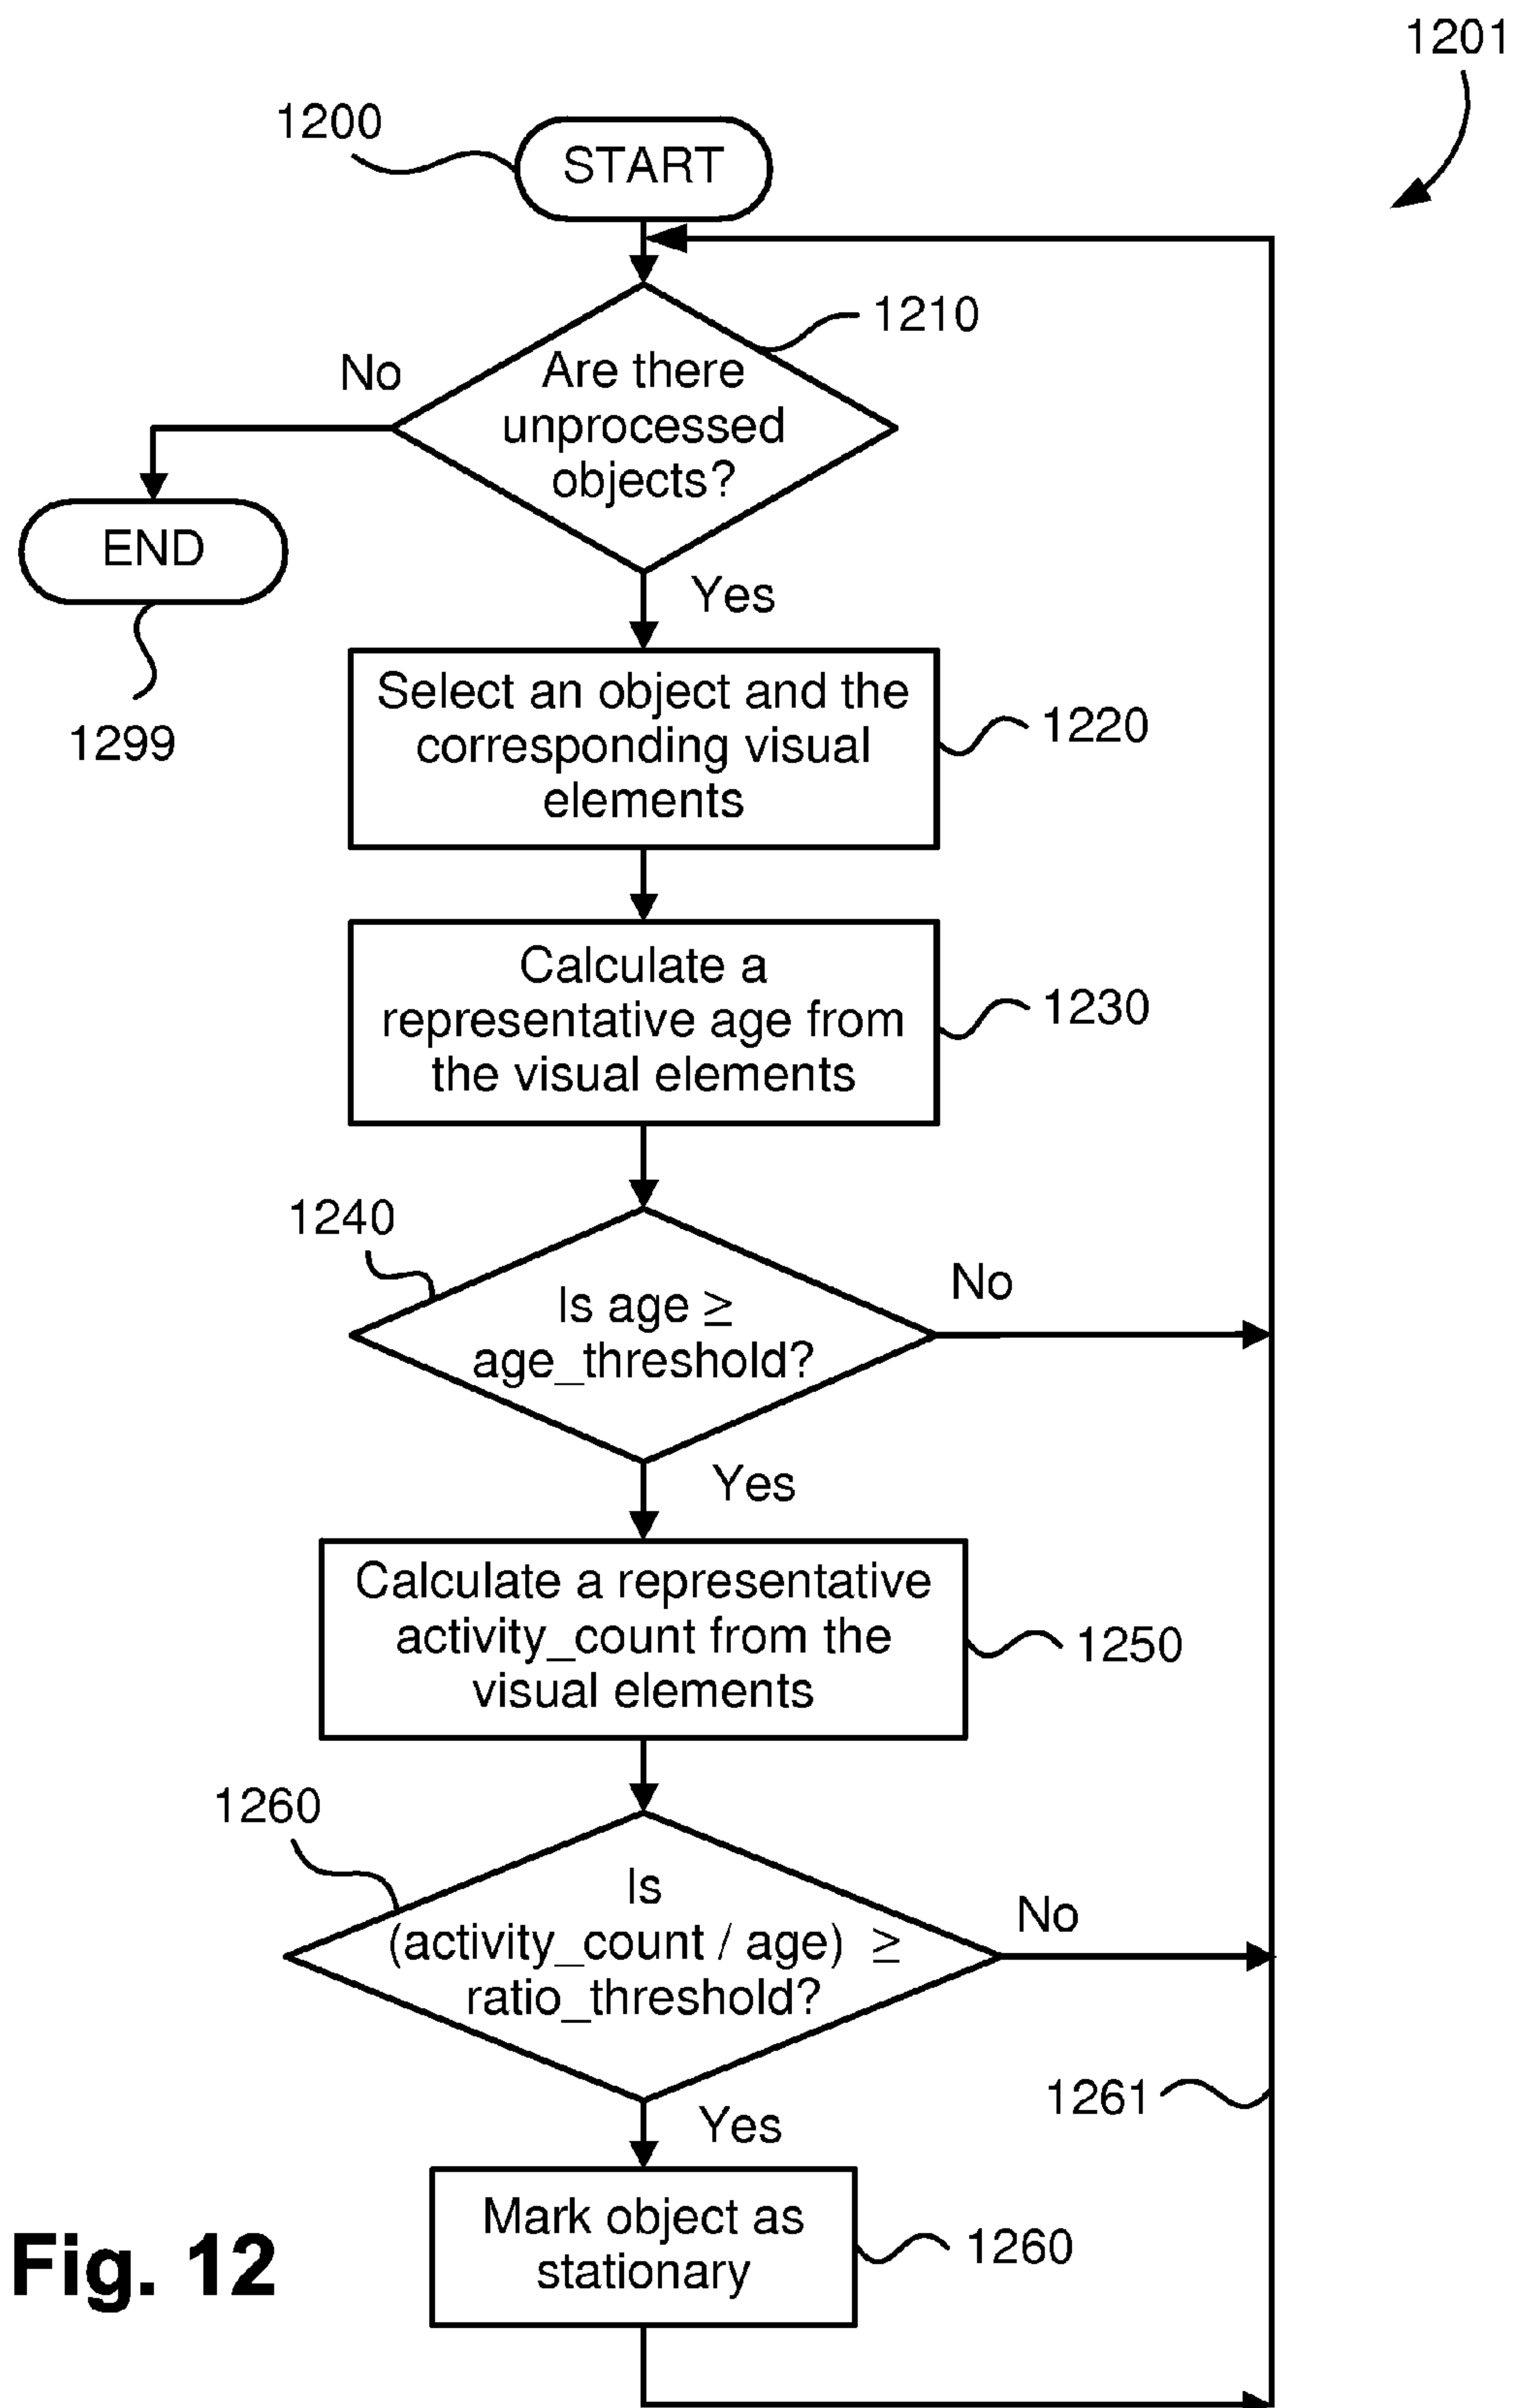 1201
1200
START
1210
No
Are there
unprocessed
objects?
END
Yes
1299
Select an object and the
corresponding visual
elements
1220
Calculate a
representative age from
the visual elements
1230
1240
No
Is age ≥
age_threshold?
Yes
Calculate a representative
activity_count from the
visual elements
1250
1260
Is
(activity_count / age) ≥
ratio_threshold?
No
1261
Yes
Mark object as
stationary
1260
Fig. 12